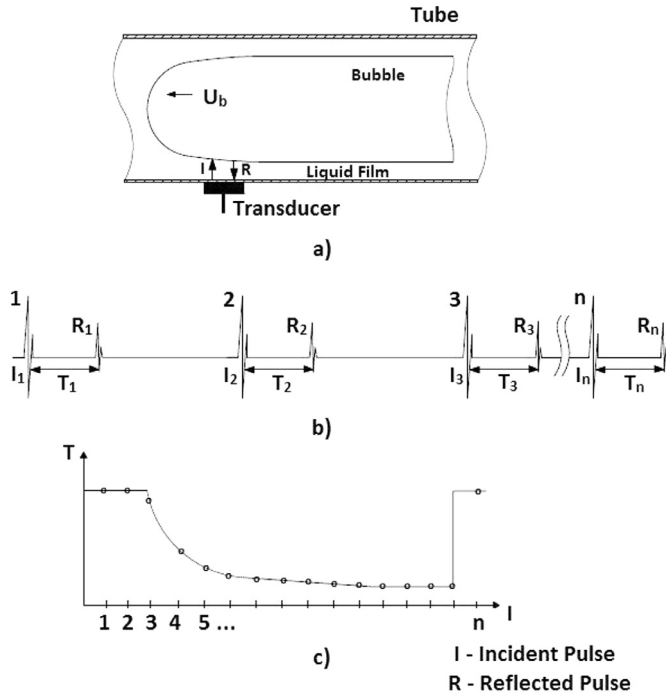 Tube
Bubble
U_b
I R
Liquid Film
Transducer
a)
1 2 3 n
R_1 R_2 R_3 R_n
I_1 I_2 I_3 I_n
T_1 T_2 T_3 T_n
b)
T
1 2 3 4 5 ... n I
c)
I - Incident Pulse
R - Reflected Pulse